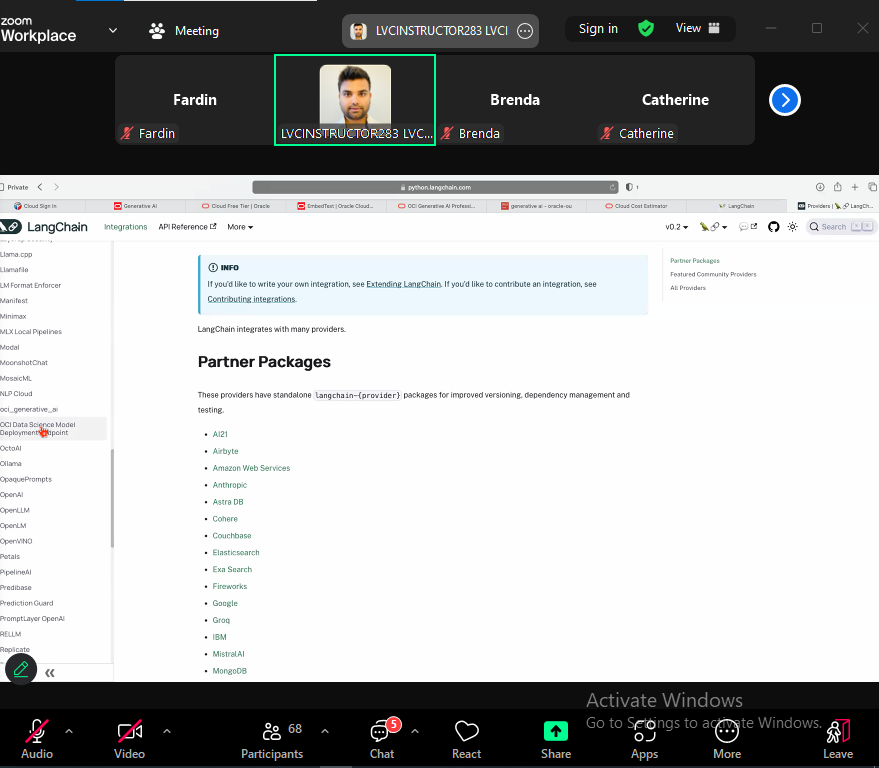 zoom
Workplace
Meeting
LVCINSTRUCTOR283 LVCI
Sign in
View
Fardin
Brenda
Catherine
Fardin
LVCINSTRUCTOR283 LVC...
Brenda
Catherine
Private
python.langchain.com
1
Cloud Sign in
Generative AI
Cloud Free Tier | Oracle
EmbedText | Oracle Cloud...
OCI Generative AI Professi...
generative ai - oracle-ou
Cloud Cost Estimator
LangChain
Providers | LangCh...
LangChain
Integrations
API Reference
More
v0.2
Search
Llama.cpp
Llamafile
LM Format Enforcer
Manifest
Minimax
MLX Local Pipelines
Modal
MoonshotChat
MosaicML
NLP Cloud
oci_generative_ai
OCI Data Science Model
Deployment Endpoint
OctoAI
Ollama
OpaquePrompts
OpenAI
OpenLLM
OpenLM
OpenVINO
Petals
PipelineAI
Predibase
Prediction Guard
PromptLayer OpenAI
RELLM
Replicate
INFO
If you'd like to write your own integration, see Extending LangChain. If you'd like to contribute an integration, see
Contributing integrations.
LangChain integrates with many providers.
Partner Packages
These providers have standalone langchain-{provider} packages for improved versioning, dependency management and
testing.
AI21
Airbyte
Amazon Web Services
Anthropic
Astra DB
Cohere
Couchbase
Elasticsearch
Exa Search
Fireworks
Google
Groq
IBM
MistralAI
MongoDB
Partner Packages
Featured Community Providers
All Providers
Activate Windows
Go to Settings to activate Windows.
Audio
Video
Participants
68
Chat
5
React
Share
Apps
More
Leave